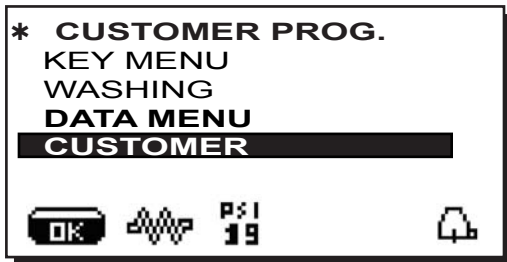 * CUSTOMER PROG.
KEY MENU
WASHING
DATA MENU
CUSTOMER
OK PSI
19